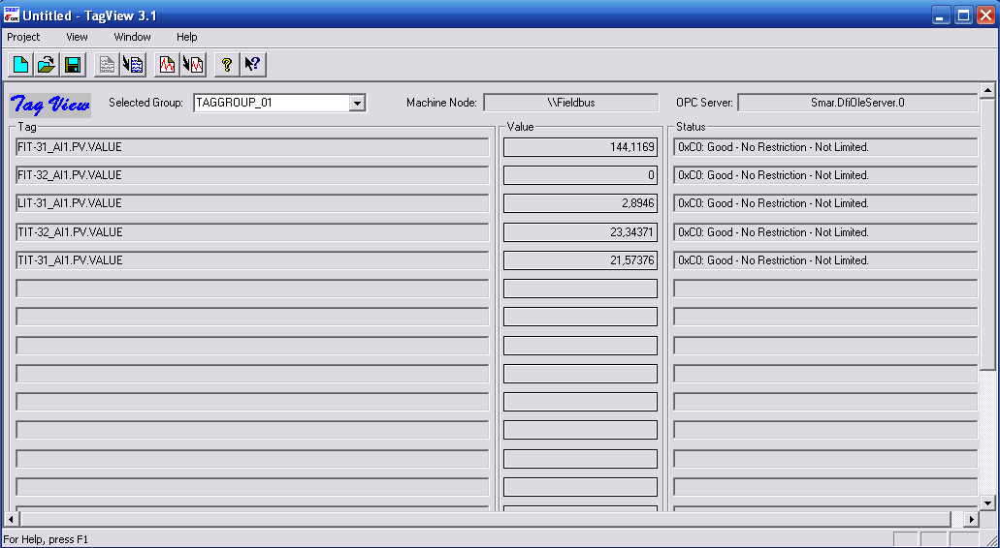 Untitled - TagView 3.1
Project View Window Help
Tag View Selected Group: TAGGROUP_01 Machine Node: \\Fieldbus OPC Server: Smar.DfiOleServer.0
Tag Value Status
FIT-31_AI1.PV.VALUE 144,1169 0xC0: Good - No Restriction - Not Limited.
FIT-32_AI1.PV.VALUE 0 0xC0: Good - No Restriction - Not Limited.
LIT-31_AI1.PV.VALUE 2,8946 0xC0: Good - No Restriction - Not Limited.
TIT-32_AI1.PV.VALUE 23,34371 0xC0: Good - No Restriction - Not Limited.
TIT-31_AI1.PV.VALUE 21,57376 0xC0: Good - No Restriction - Not Limited.
For Help, press F1